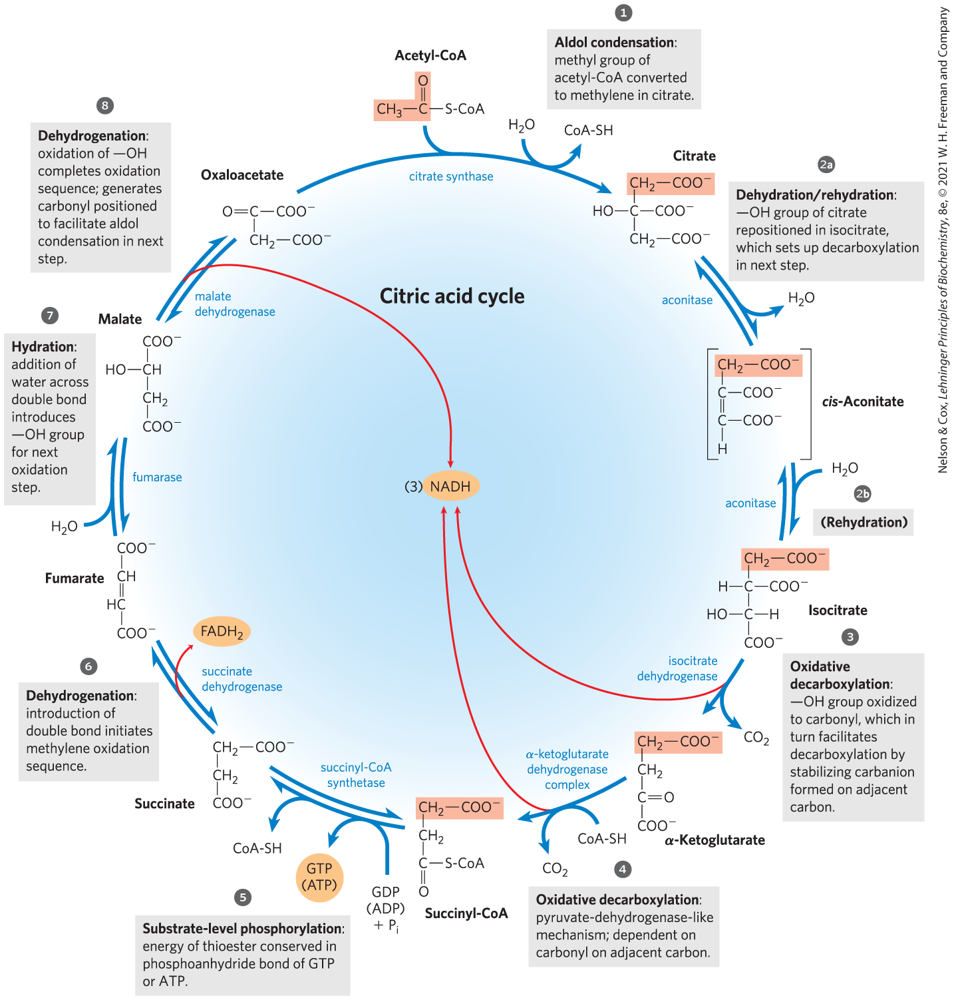 Citric acid cycle
1
Aldol condensation:
methyl group of
acetyl-CoA converted
to methylene in citrate.
Acetyl-CoA
O
CH₃—C—S-CoA
H₂O
CoA-SH
citrate synthase
Citrate
CH₂—COO⁻
HO—C—COO⁻
CH₂—COO⁻
2a
Dehydration/rehydration:
—OH group of citrate
repositioned in isocitrate,
which sets up decarboxylation
in next step.
aconitase
H₂O
CH₂—COO⁻
C—COO⁻
C—COO⁻
H
cis-Aconitate
H₂O
aconitase
2b
(Rehydration)
CH₂—COO⁻
H—C—COO⁻
HO—C—H
COO⁻
Isocitrate
3
Oxidative
decarboxylation:
—OH group oxidized
to carbonyl, which in
turn facilitates
decarboxylation by
stabilizing carbanion
formed on adjacent
carbon.
isocitrate
dehydrogenase
CO₂
CH₂—COO⁻
CH₂
C=O
COO⁻
α-Ketoglutarate
α-ketoglutarate
dehydrogenase
complex
CoA-SH
CO₂
4
Oxidative decarboxylation:
pyruvate-dehydrogenase-like
mechanism; dependent on
carbonyl on adjacent carbon.
CH₂—COO⁻
CH₂
C—S-CoA
O
Succinyl-CoA
succinyl-CoA
synthetase
GDP
(ADP)
+ Pᵢ
GTP
(ATP)
CoA-SH
5
Substrate-level phosphorylation:
energy of thioester conserved in
phosphoanhydride bond of GTP
or ATP.
CH₂—COO⁻
CH₂
COO⁻
Succinate
succinate
dehydrogenase
FADH₂
6
Dehydrogenation:
introduction of
double bond initiates
methylene oxidation
sequence.
COO⁻
CH
HC
COO⁻
Fumarate
fumarase
H₂O
7
Hydration:
addition of
water across
double bond
introduces
—OH group
for next
oxidation
step.
Malate
COO⁻
HO—CH
CH₂
COO⁻
malate
dehydrogenase
8
Dehydrogenation:
oxidation of —OH
completes oxidation
sequence; generates
carbonyl positioned
to facilitate aldol
condensation in next
step.
Oxaloacetate
O=C—COO⁻
CH₂—COO⁻
(3) NADH
Nelson & Cox, Lehninger Principles of Biochemistry, 8e, © 2021 W. H. Freeman and Company